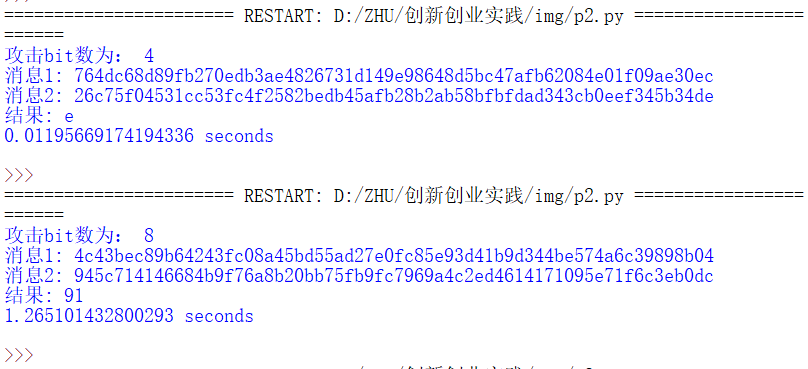 >>>
======================= RESTART: D:/ZHU/创新创业实践/img/p2.py =================
======
攻击bit数为： 4
消息1: 764dc68d89fb270edb3ae4826731d149e98648d5bc47afb62084e01f09ae30ec
消息2: 26c75f04531cc53fc4f2582bedb45afb28b2ab58bfbfdad343cb0eef345b34de
结果: e
0.01195669174194336 seconds
>>>
======================= RESTART: D:/ZHU/创新创业实践/img/p2.py =================
======
攻击bit数为： 8
消息1: 4c43bec89b64243fc08a45bd55ad27e0fc85e93d41b9d344be574a6c39898b04
消息2: 945c714146684b9f76a8b20bb75fb9fc7969a4c2ed4614171095e71f6c3eb0dc
结果: 91
1.265101432800293 seconds
>>>